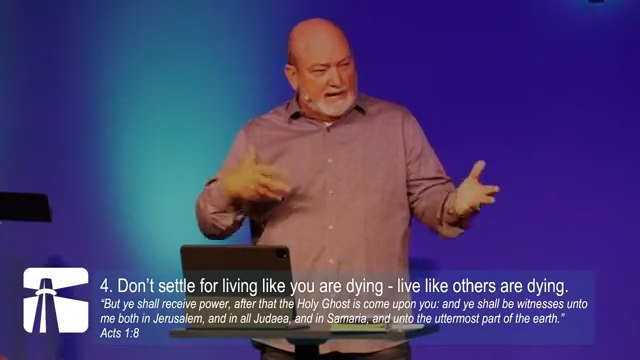 4. Don't settle for living like you are dying - live like others are dying.
“But ye shall receive power, after that the Holy Ghost is come upon you: and ye shall be witnesses unto
me both in Jerusalem, and in all Judaea, and in Samaria, and unto the uttermost part of the earth.”
Acts 1:8